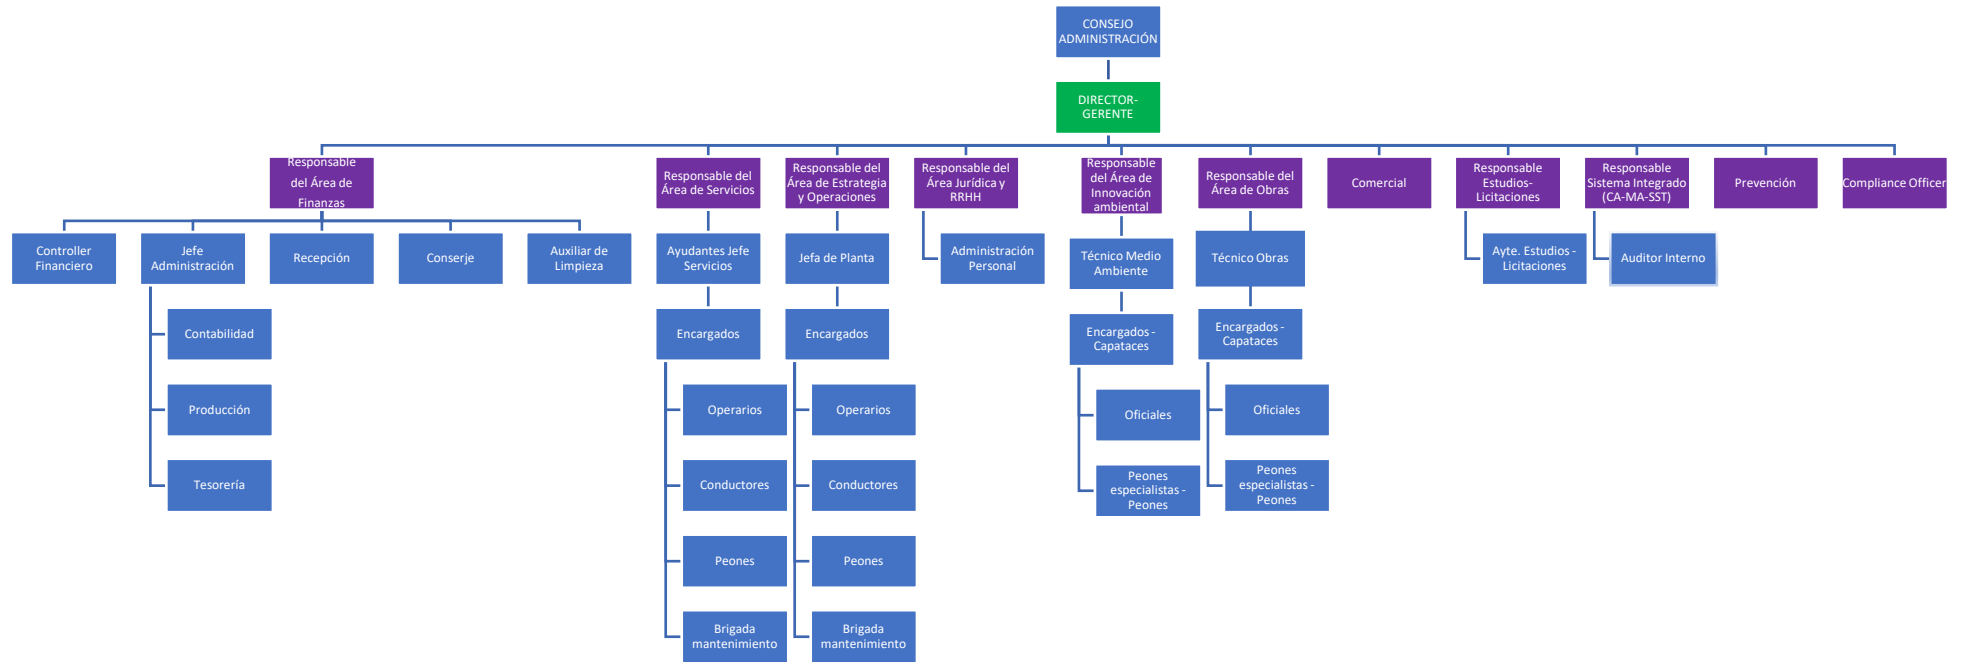 CONSEJO
ADMINISTRACIÓN
DIRECTOR-
GERENTE
Responsable
del Área de
Finanzas
Responsable del
Área de Servicios
Responsable del
Área de Estrategia
y Operaciones
Responsable del
Área Jurídica y
RRHH
Responsable
del Área de
Innovación
ambiental
Responsable del
Área de Obras
Comercial
Responsable
Estudios-
Licitaciones
Responsable
Sistema Integrado
(CA-MA-SST)
Prevención
Compliance Officer
Controller
Financiero
Jefe
Administración
Recepción
Conserje
Auxiliar de
Limpieza
Ayudantes Jefe
Servicios
Jefa de Planta
Administración
Personal
Técnico Medio
Ambiente
Técnico Obras
Ayte. Estudios -
Licitaciones
Auditor Interno
Contabilidad
Encargados
Encargados
Encargados -
Capataces
Encargados -
Capataces
Producción
Operarios
Operarios
Oficiales
Oficiales
Tesorería
Conductores
Conductores
Peones
especialistas -
Peones
Peones
especialistas -
Peones
Peones
Peones
Brigada
mantenimiento
Brigada
mantenimiento